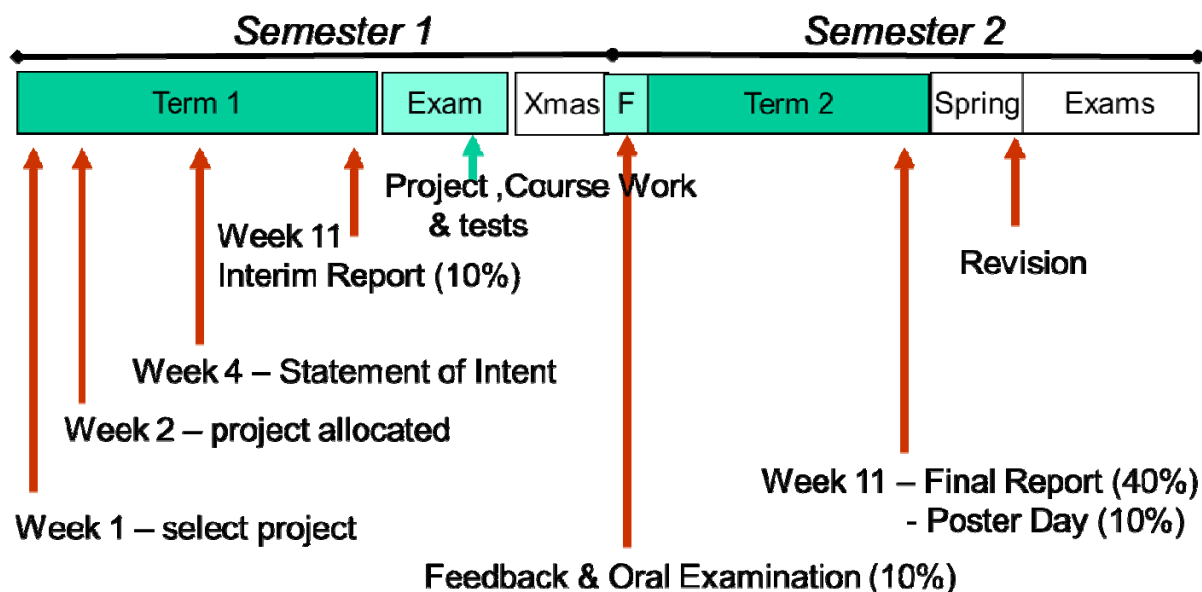 Semester 1
Semester 2
Term 1
Exam
Xmas
F
Term 2
Spring
Exams
Project ,Course Work
& tests
Week 11
Interim Report (10%)
Revision
Week 4 – Statement of Intent
Week 2 – project allocated
Week 11 – Final Report (40%)
- Poster Day (10%)
Week 1 – select project
Feedback & Oral Examination (10%)